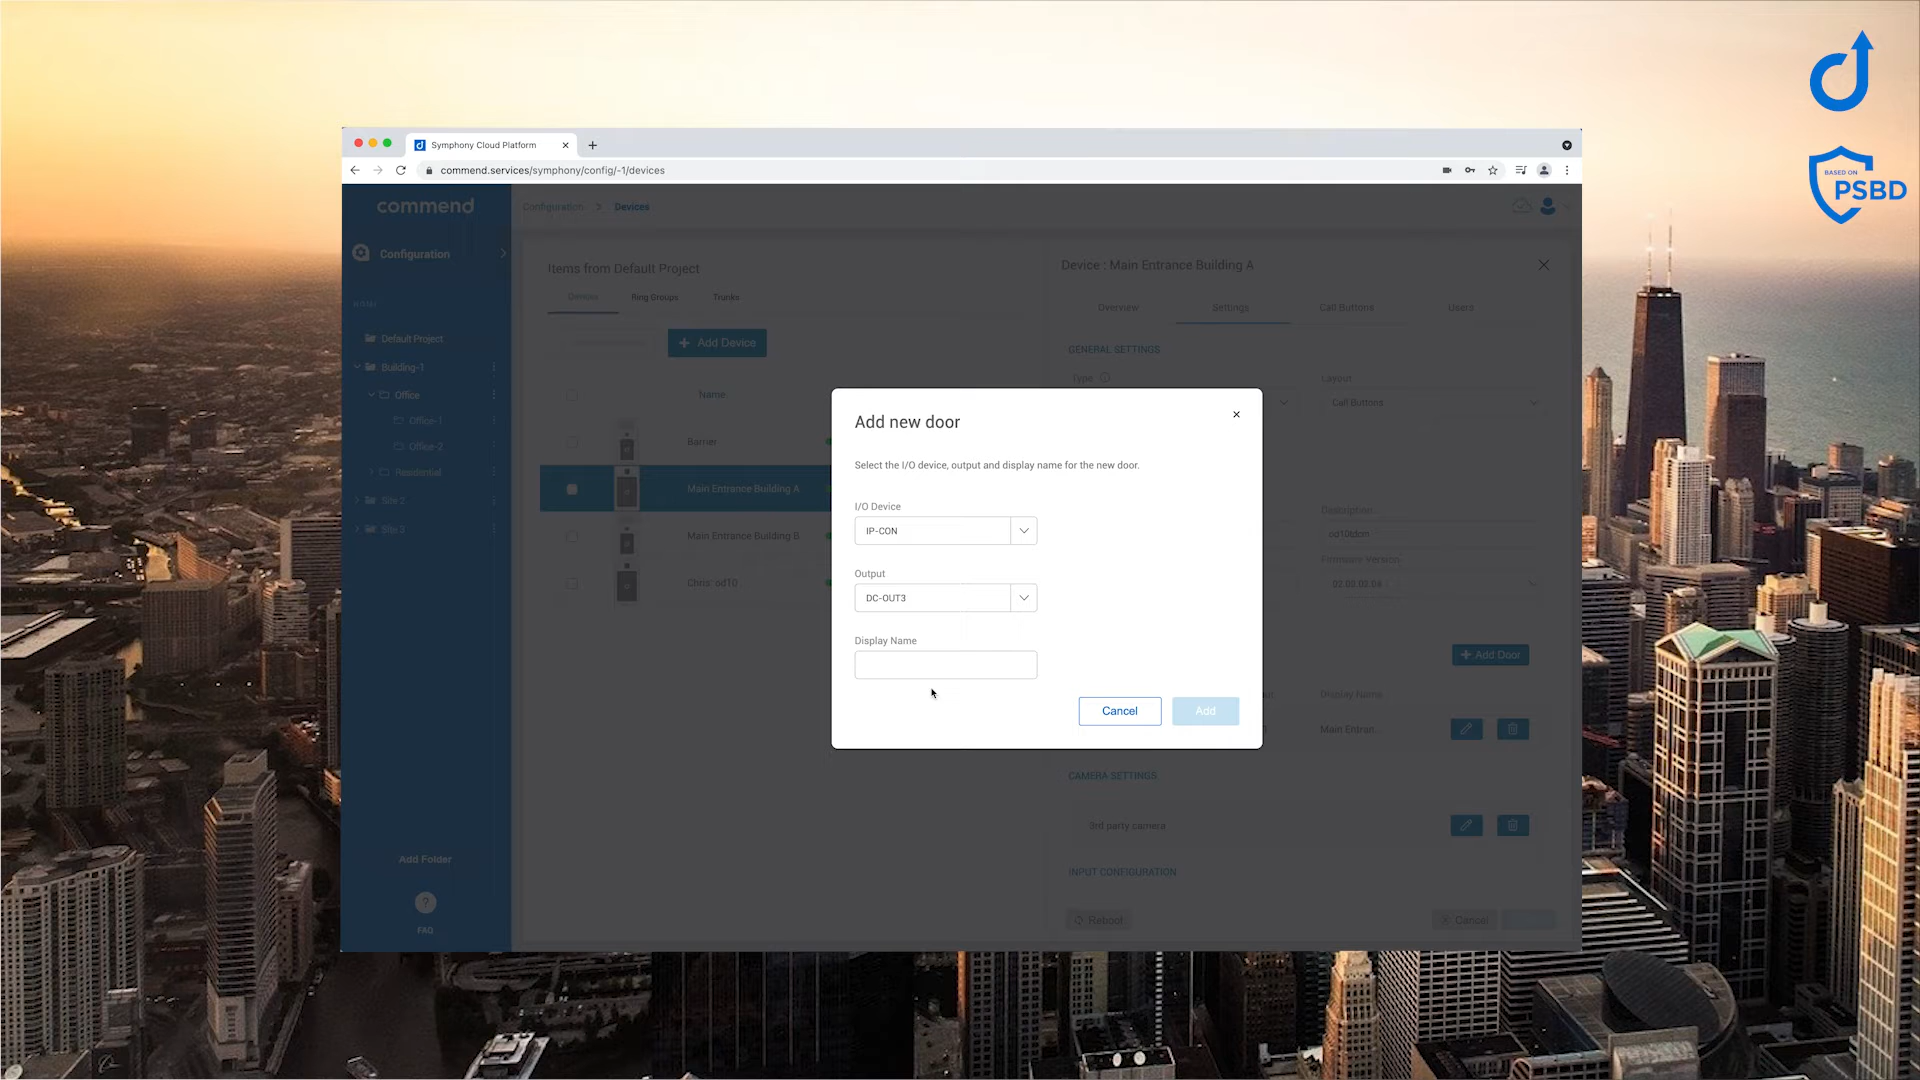 BASED ON
PSBD
Symphony Cloud Platform
commend.services/symphony/config/-1/devices
commend
Configuration
HOME
Default Project
Building-1
Office
Office-1
Office-2
Residential
Site 2
Site 3
Add Folder
?
FAQ
Configuration > Devices
Items from Default Project
Devices
Ring Groups
Trunks
+ Add Device
Name
Barrier
Main Entrance Building A
Main Entrance Building B
Chris: od10
Device : Main Entrance Building A
Overview
Settings
Call Buttons
Users
GENERAL SETTINGS
Type
Layout
Call Buttons
Description
Firmware Version
+ Add Door
Display Name
Main Entran...
CAMERA SETTINGS
3rd party camera
INPUT CONFIGURATION
Reboot
Cancel
Add new door
Select the I/O device, output and display name for the new door.
I/O Device
IP-CON
Output
DC-OUT3
Display Name
Cancel
Add